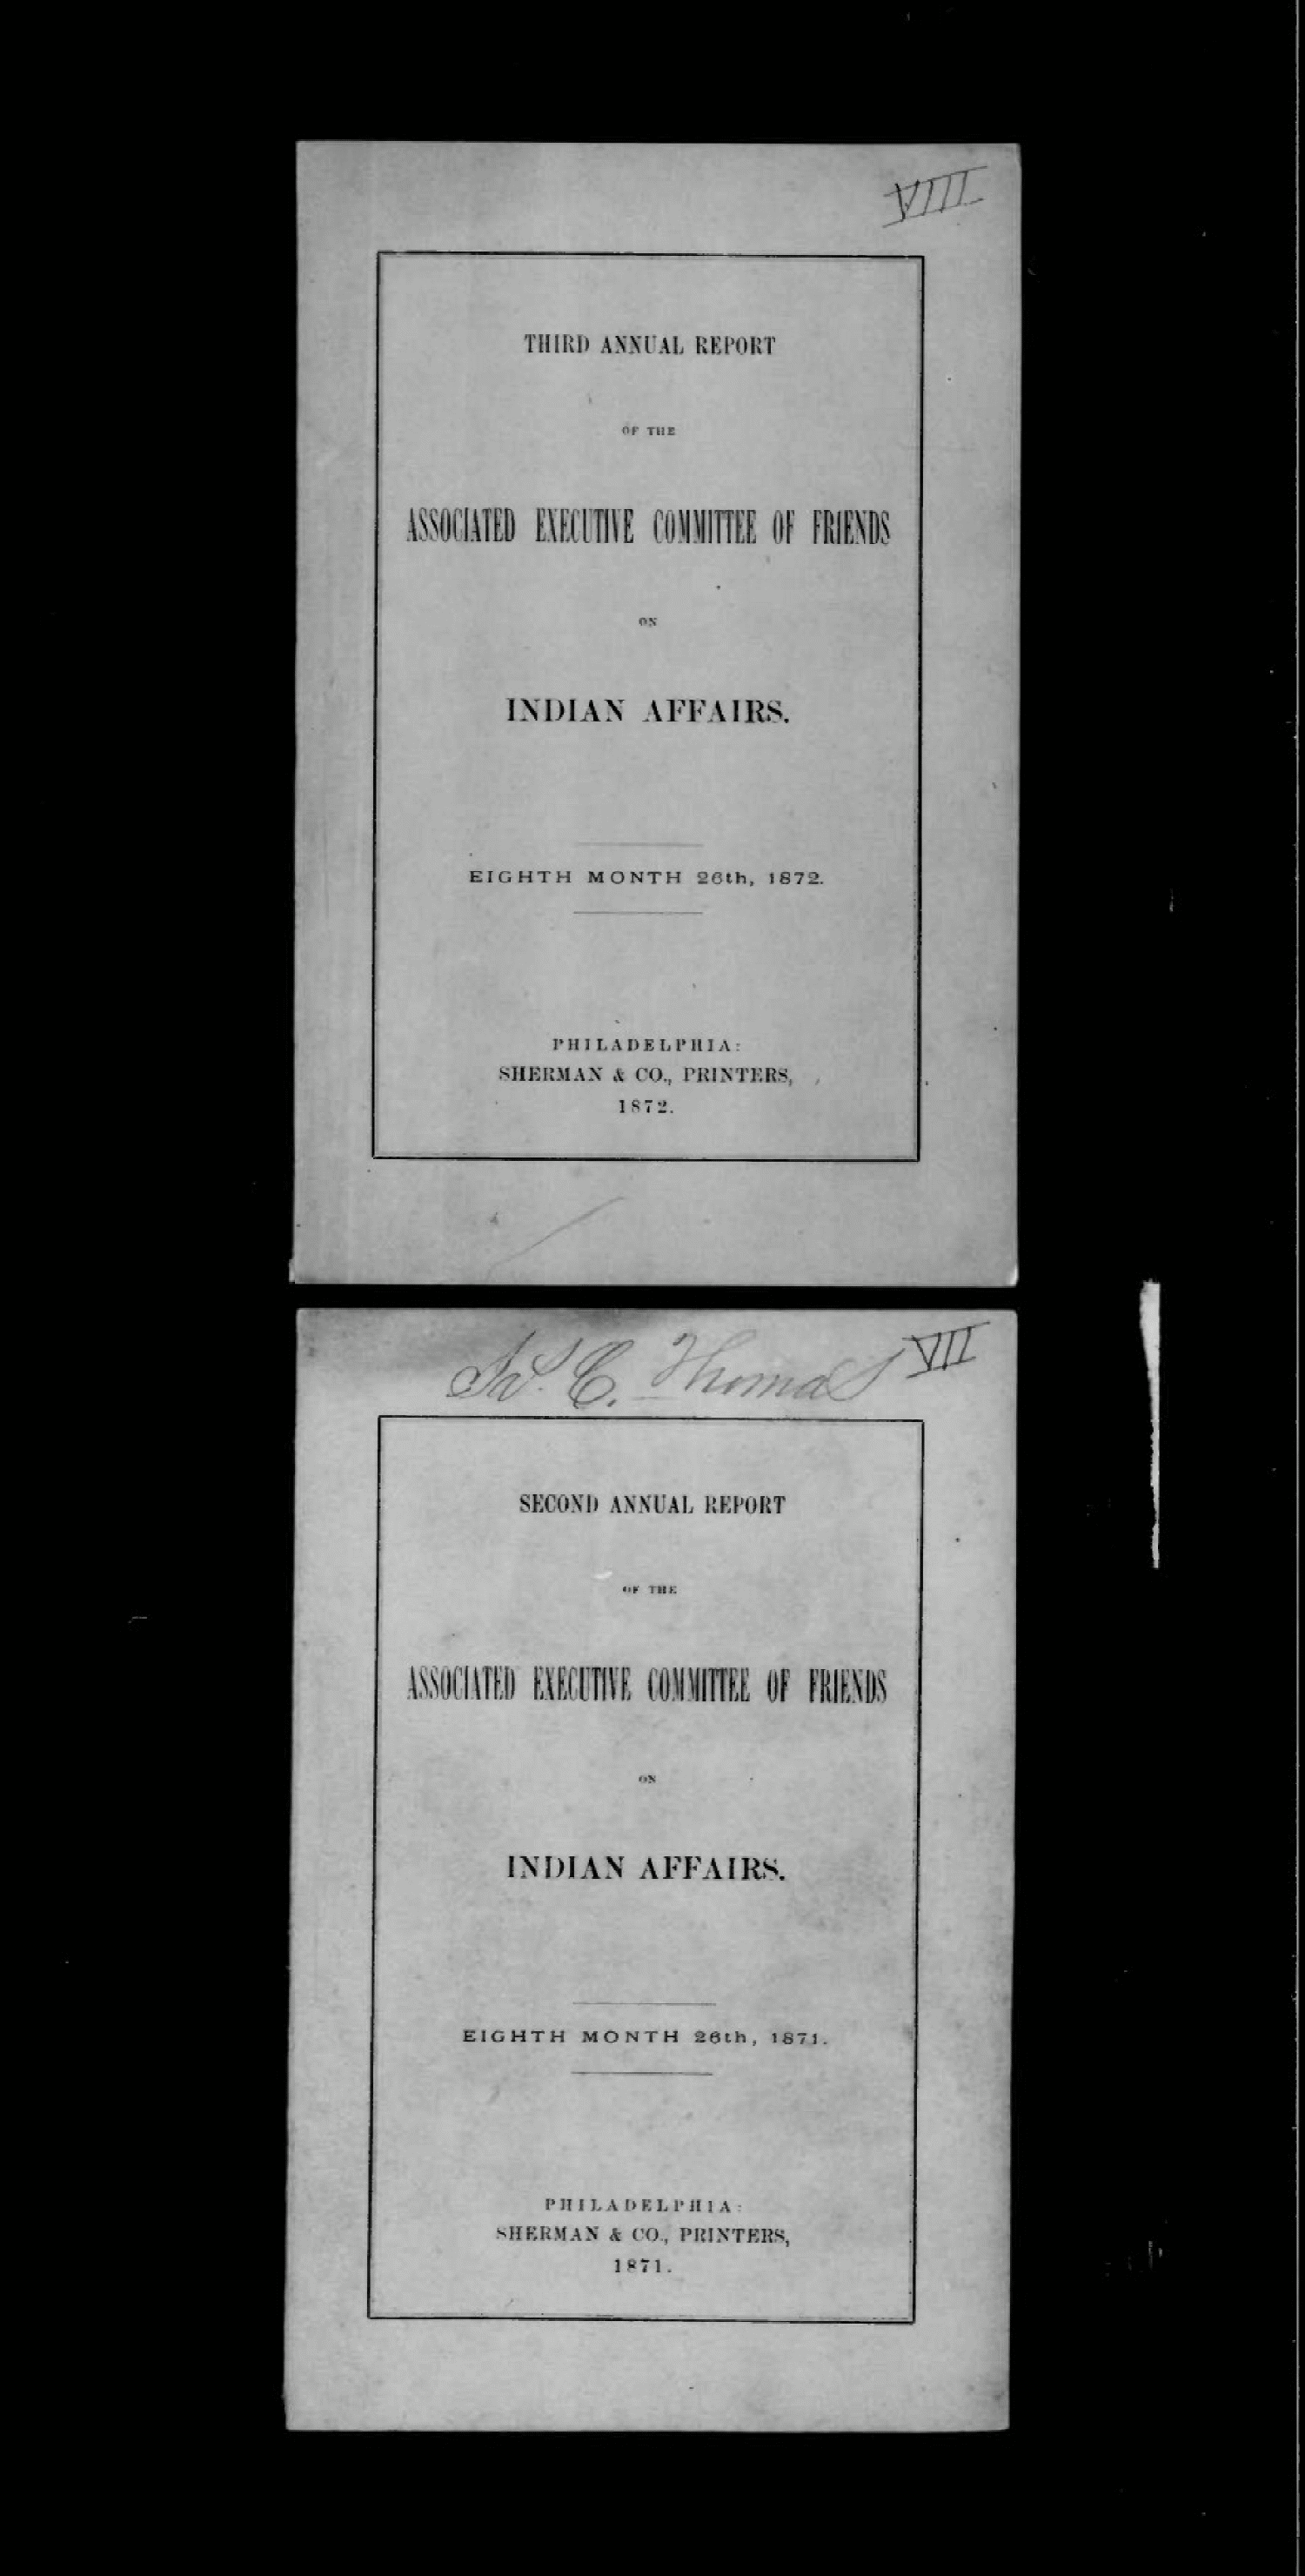 VIII
THIRD ANNUAL REPORT
OF THE
ASSOCIATED EXECUTIVE COMMITTEE OF FRIENDS
ON
INDIAN AFFAIRS.
EIGHTH MONTH 26th, 1872.
PHILADELPHIA:
SHERMAN & CO., PRINTERS,
1872.
C. Thomas VII
SECOND ANNUAL REPORT
OF THE
ASSOCIATED EXECUTIVE COMMITTEE OF FRIENDS
ON
INDIAN AFFAIRS.
EIGHTH MONTH 26th, 1871.
PHILADELPHIA:
SHERMAN & CO., PRINTERS,
1871.